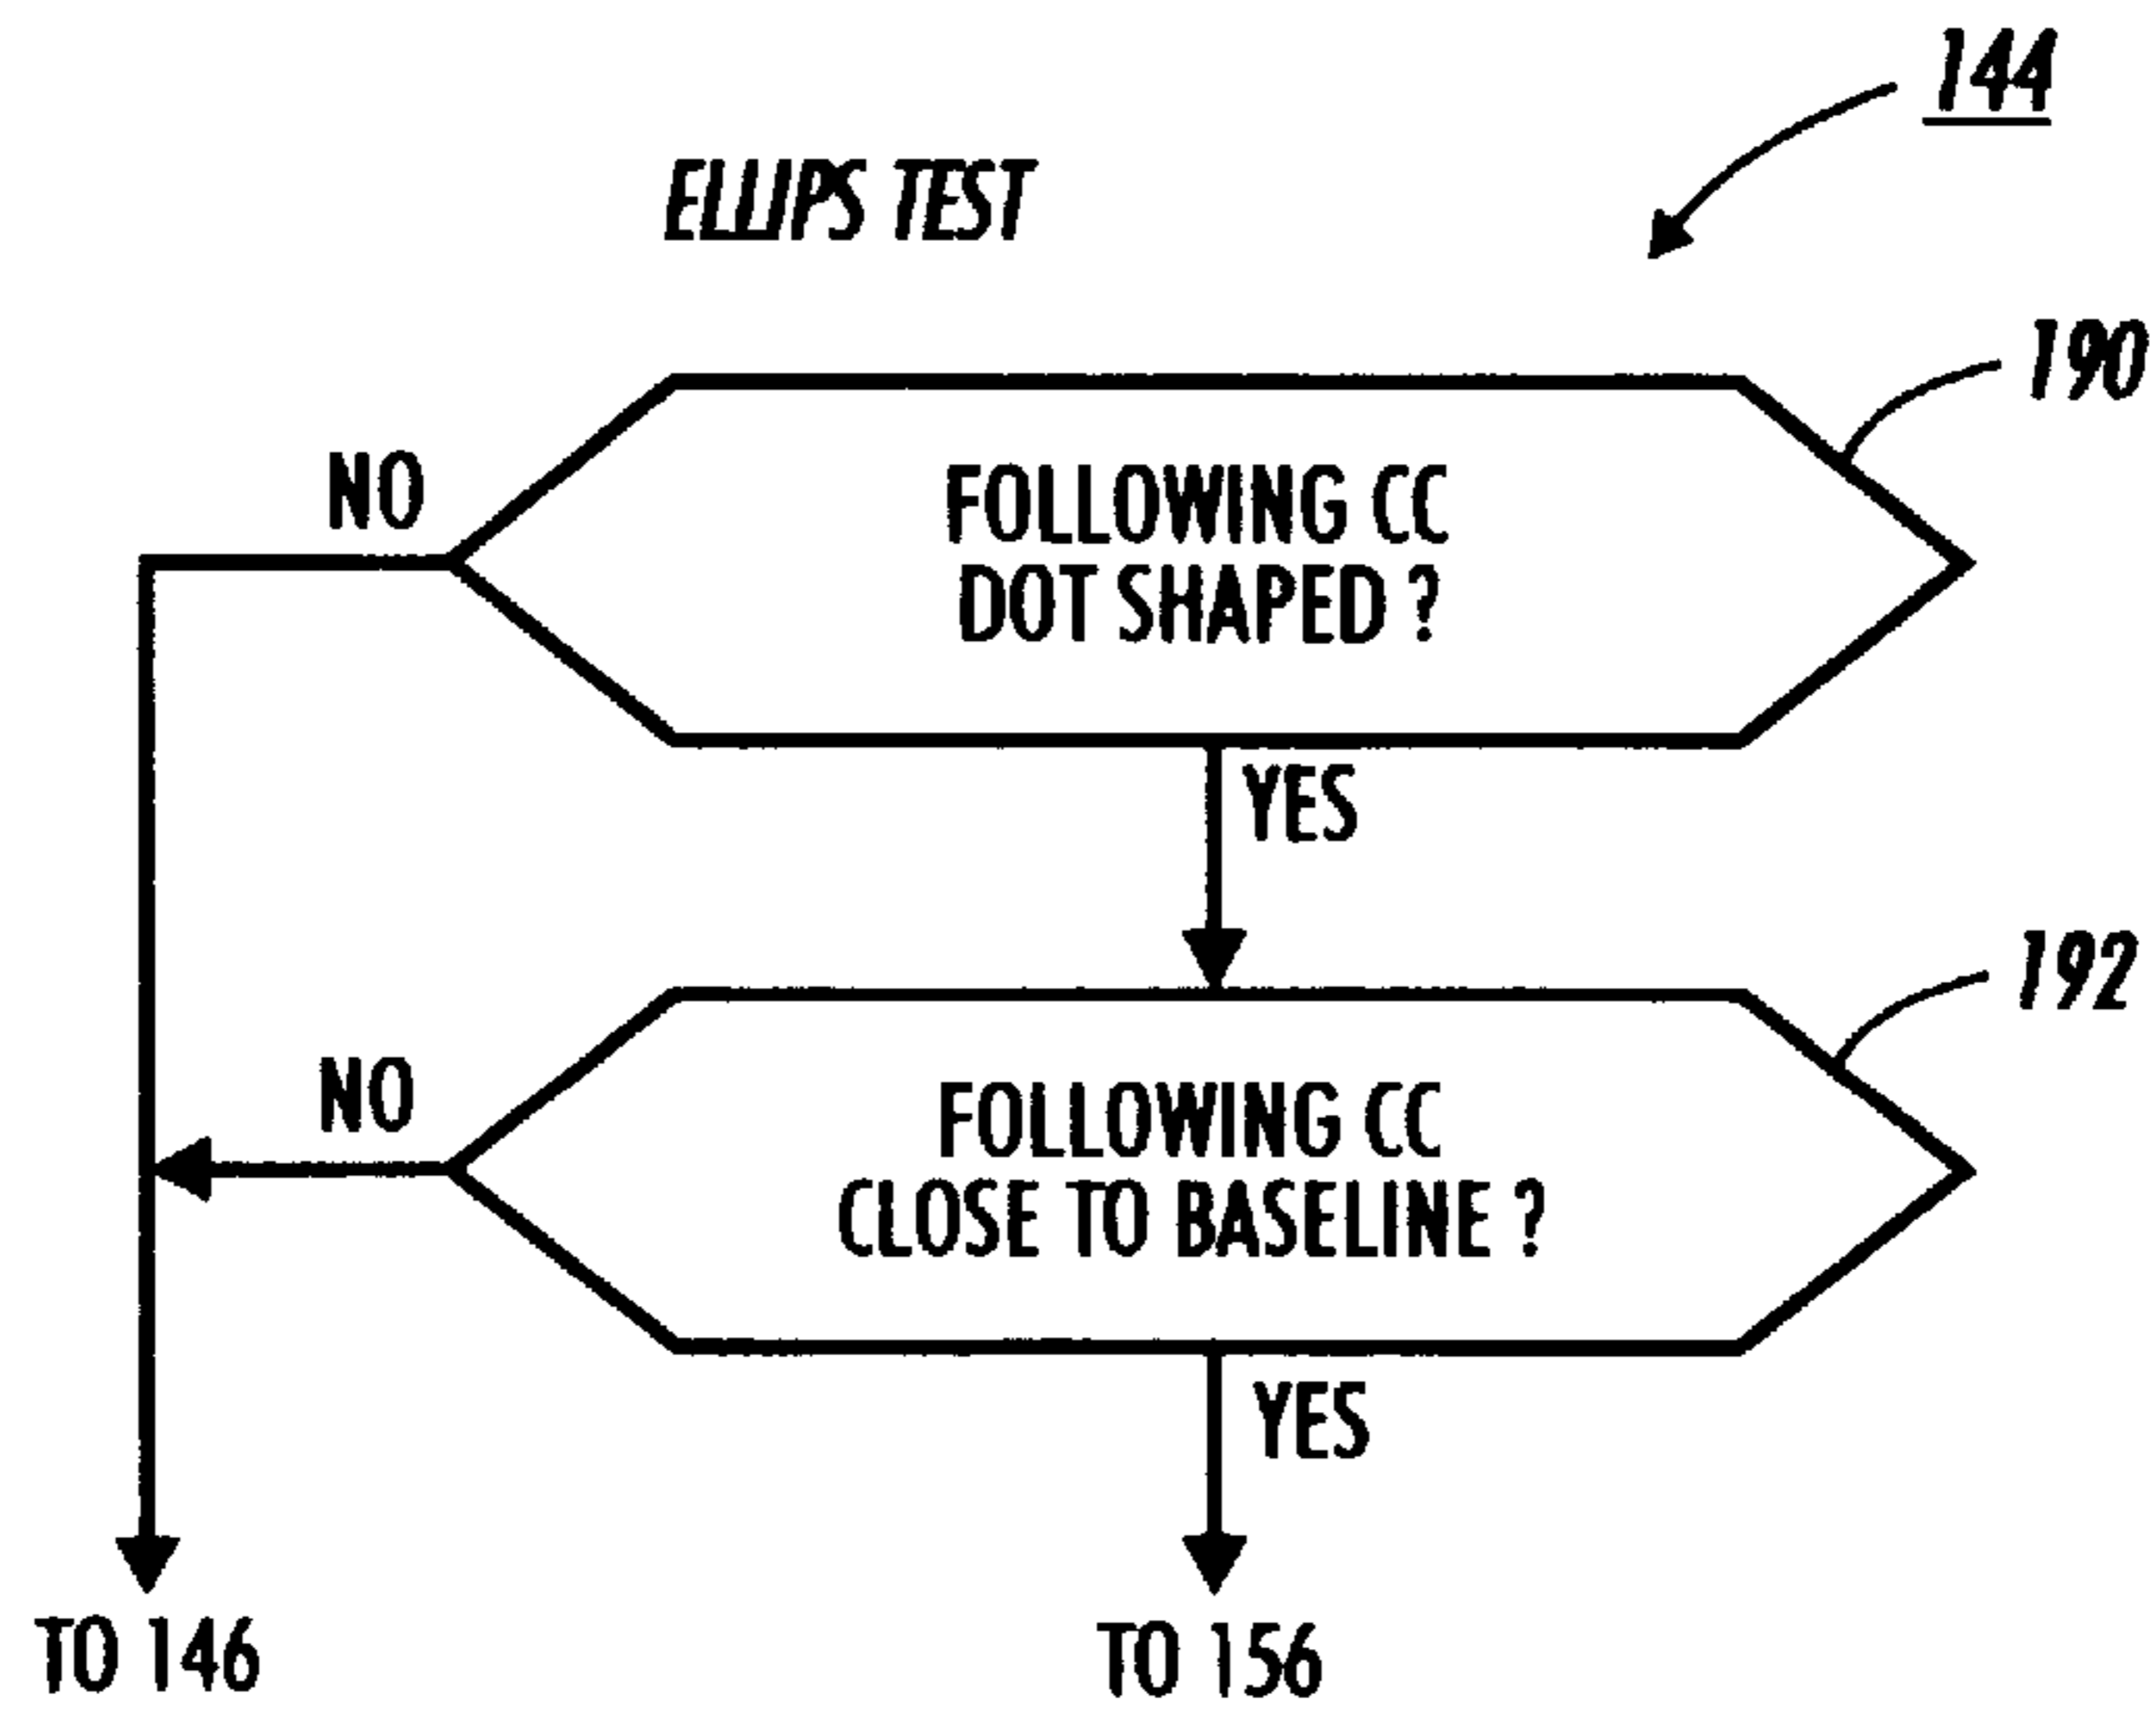 144
ELLIPS TEST
190
NO
FOLLOWING CC
DOT SHAPED ?
YES
192
NO
FOLLOWING CC
CLOSE TO BASELINE ?
YES
TO 146
TO 156